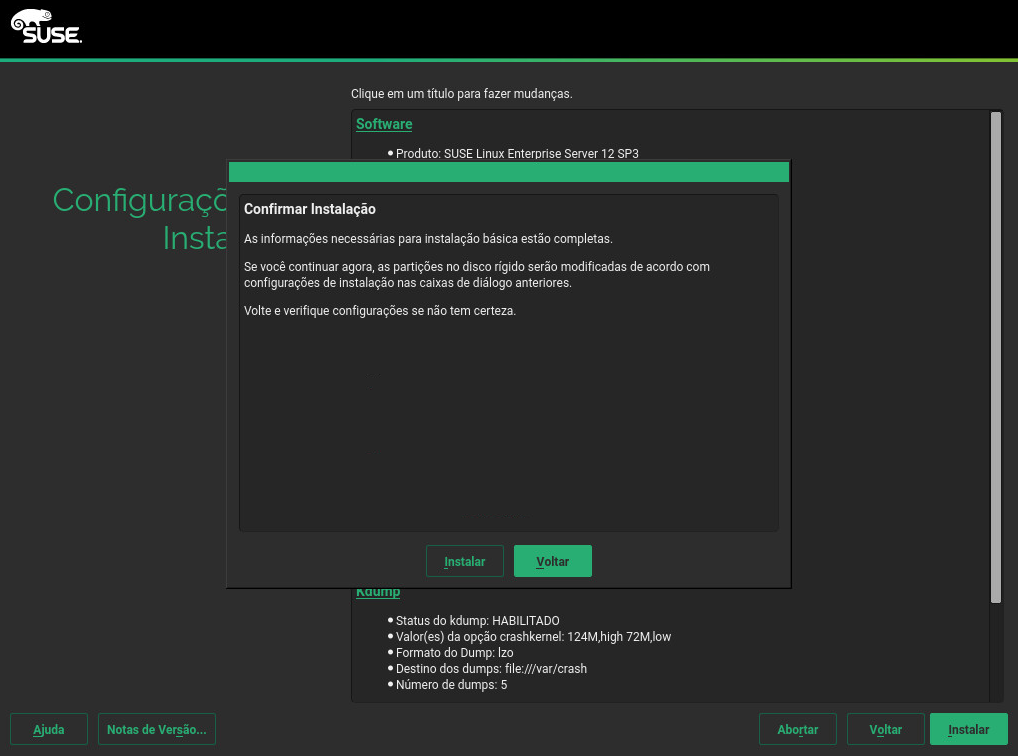 SUSE.
Clique em um título para fazer mudanças.
Software
Produto: SUSE Linux Enterprise Server 12 SP3
Confirmar Instalação
As informações necessárias para instalação básica estão completas.
Se você continuar agora, as partições no disco rígido serão modificadas de acordo com
configurações de instalação nas caixas de diálogo anteriores.
Volte e verifique configurações se não tem certeza.
Instalar
Voltar
Kdump
Status do kdump: HABILITADO
Valor(es) da opção crashkernel: 124M,high 72M,low
Formato do Dump: lzo
Destino dos dumps: file:///var/crash
Número de dumps: 5
Ajuda
Notas de Versão...
Abortar
Voltar
Instalar